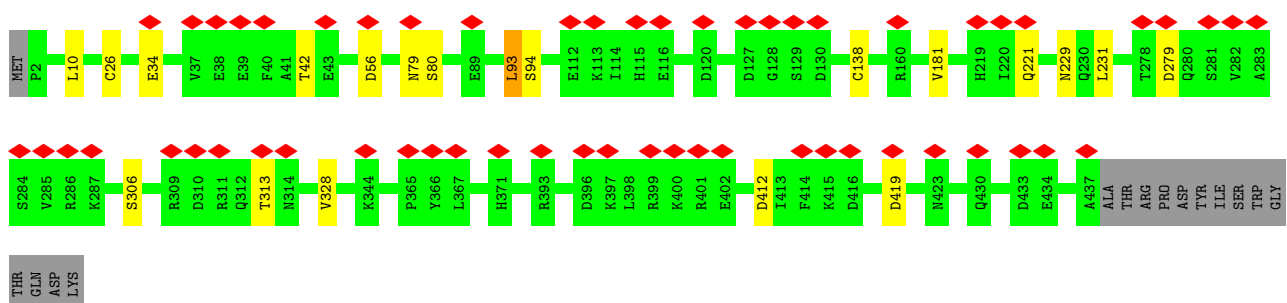 MET P2 L10 C26 E34 V37 E38 E39 F40 A41 T42 E43 D56 N79 S80 E89 L93 S94 E112 K113 I114 H115 E116 D120 D127 G128 S129 D130 C138 R160 V181 H219 I220 Q221 N229 Q230 L231 T278 D279 Q280 S281 V282 A283
S284 V285 R286 K287 S306 R309 D310 R311 Q312 T313 N314 V328 K344 P365 Y366 L367 H371 R393 D396 K397 L398 R399 K400 R401 E402 D412 I413 F414 K415 D416 D419 N423 Q430 D433 E434 A437 ALA THR ARG PRO ASP TYR ILE SER TRP GLY
THR GLN ASP LYS